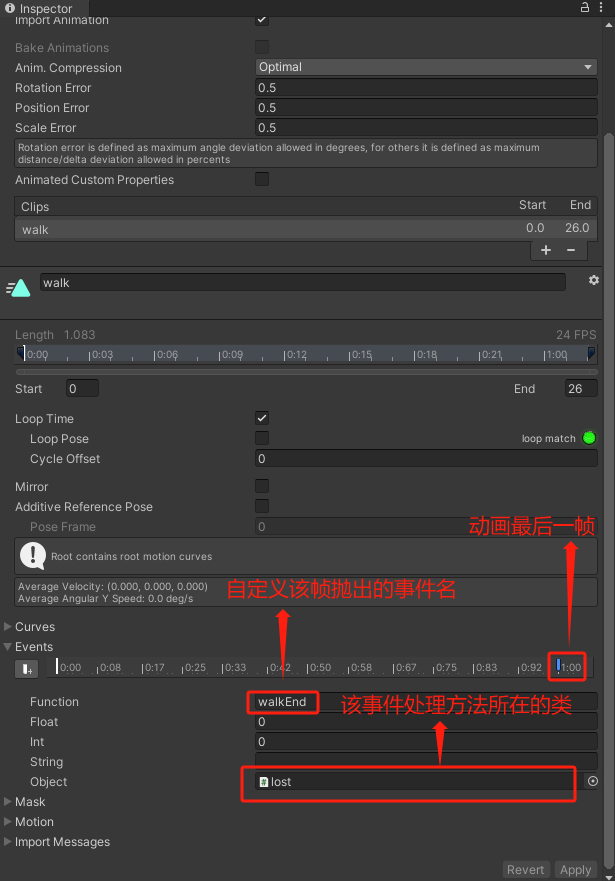 Inspector
Import Animation
Bake Animations
Anim. Compression Optimal
Rotation Error 0.5
Position Error 0.5
Scale Error 0.5
Rotation error is defined as maximum angle deviation allowed in degrees, for others it is defined as maximum
distance/delta deviation allowed in percents
Animated Custom Properties
Clips Start End
walk 0.0 26.0
+ −
walk
Length 1.083 24 FPS
0:00 0:03 0:06 0:09 0:12 0:15 0:18 0:21 1:00
Start 0 End 26
Loop Time
Loop Pose loop match
Cycle Offset 0
Mirror
Additive Reference Pose
Pose Frame 0
动画最后一帧
Root contains root motion curves
Average Velocity: (0.000, 0.000, 0.000)
Average Angular Y Speed: 0.0 deg/s
自定义该帧抛出的事件名
Curves
Events
0:00 0:08 0:17 0:25 0:33 0:42 0:50 0:58 0:67 0:75 0:83 0:92 1:00
Function walkEnd
该事件处理方法所在的类
Float 0
Int 0
String
Object lost
Mask
Motion
Import Messages
Revert Apply